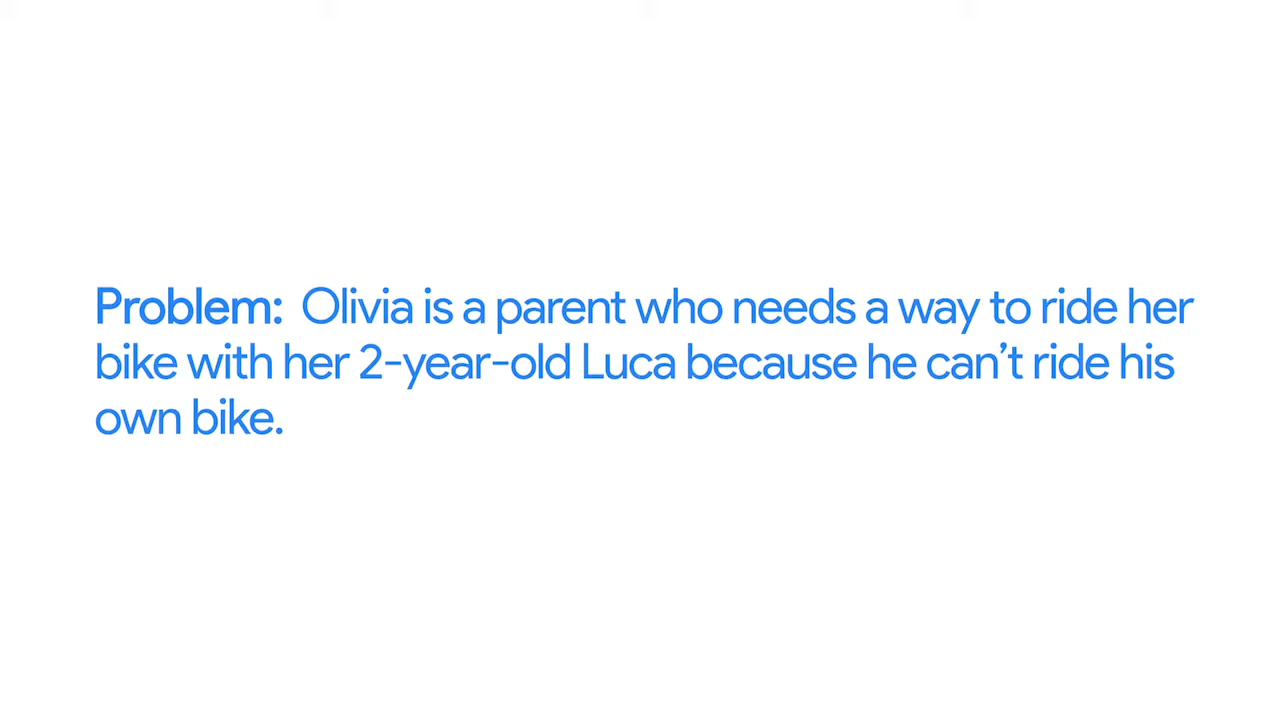 Problem: Olivia is a parent who needs a way to ride her
bike with her 2-year-old Luca because he can’t ride his
own bike.